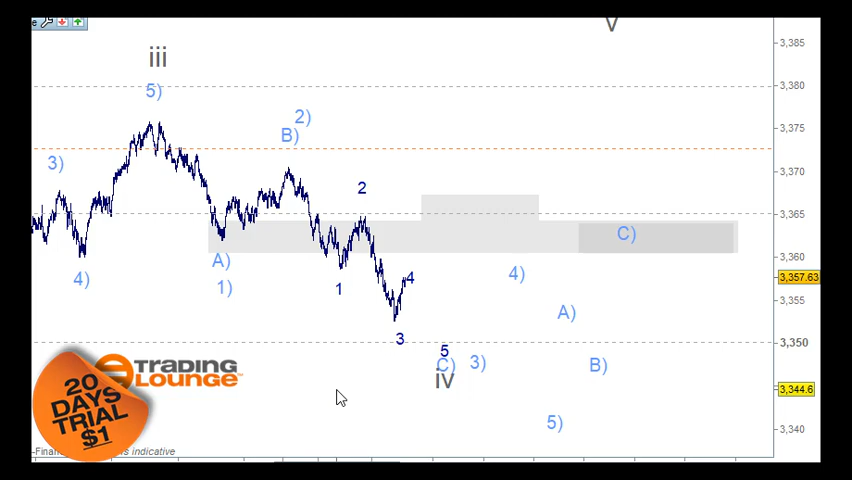 e
v
iii
3,385
3,380
5)
2)
3,375
B)
3)
3,370
2
3,365
C)
3,360
A)
4)
4)
4
3,357.63
1)
1
3,355
A)
3
3,350
5
C)
3)
B)
iv
TRADING
LOUNGE™
3,344.6
20
DAYS
TRIAL
$1
5)
3,340
indicative